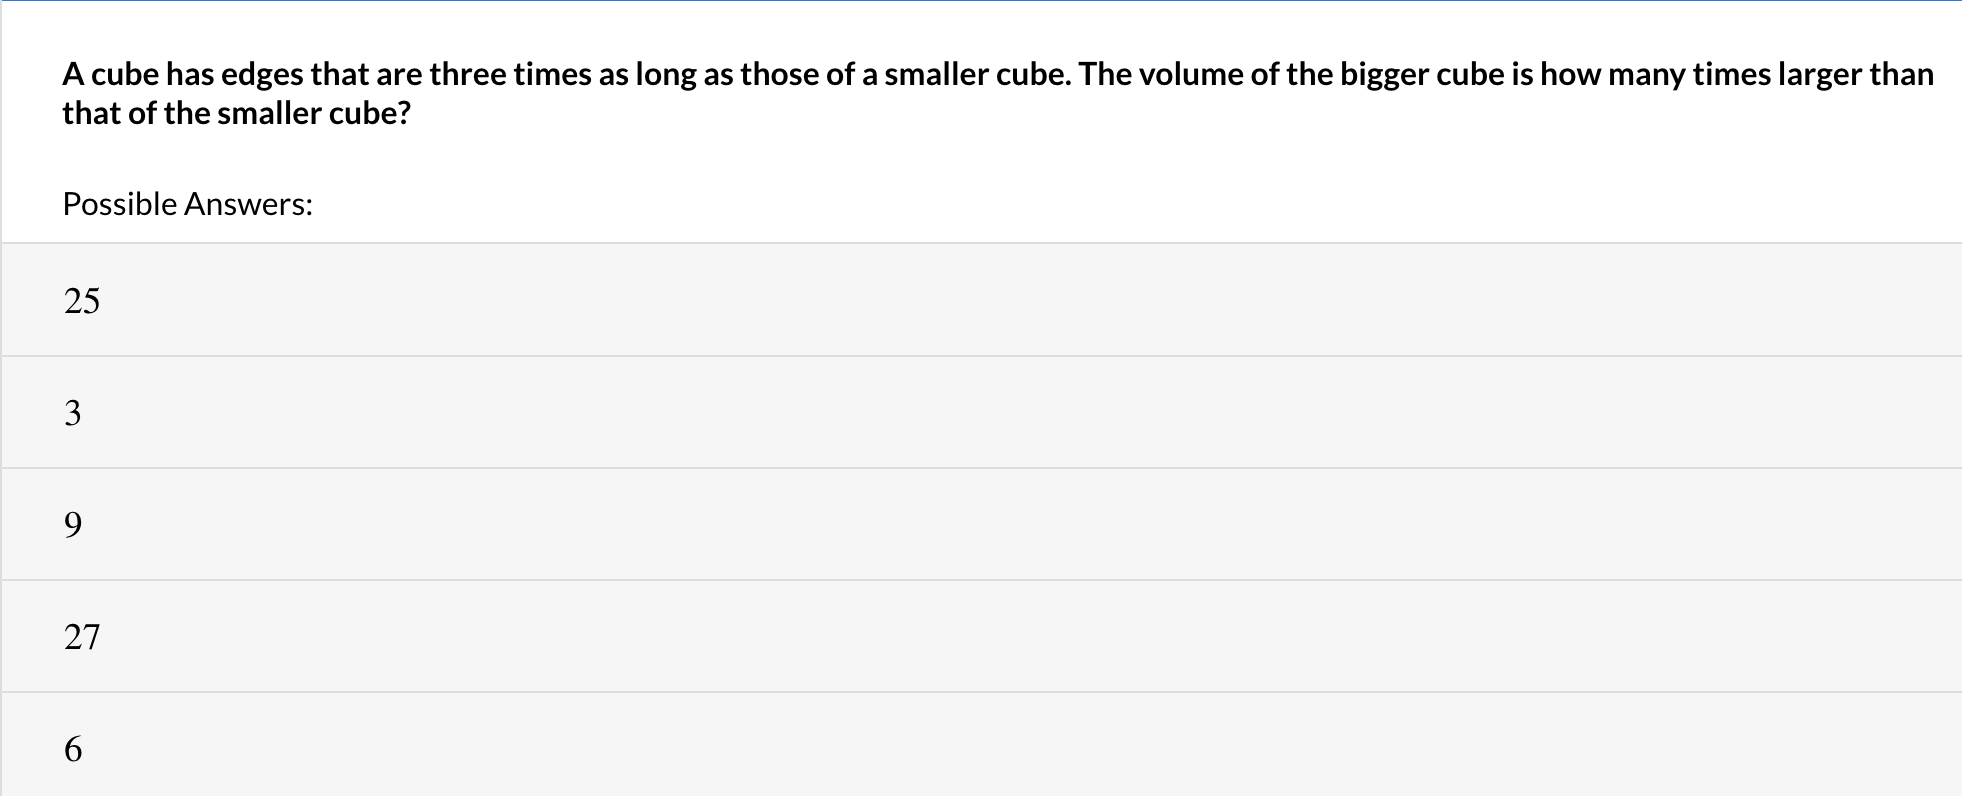 A cube has edges that are three times as long as those of a smaller cube. The volume of the bigger cube is how many times larger than
that of the smaller cube?
Possible Answers:
25
3
9
27
6